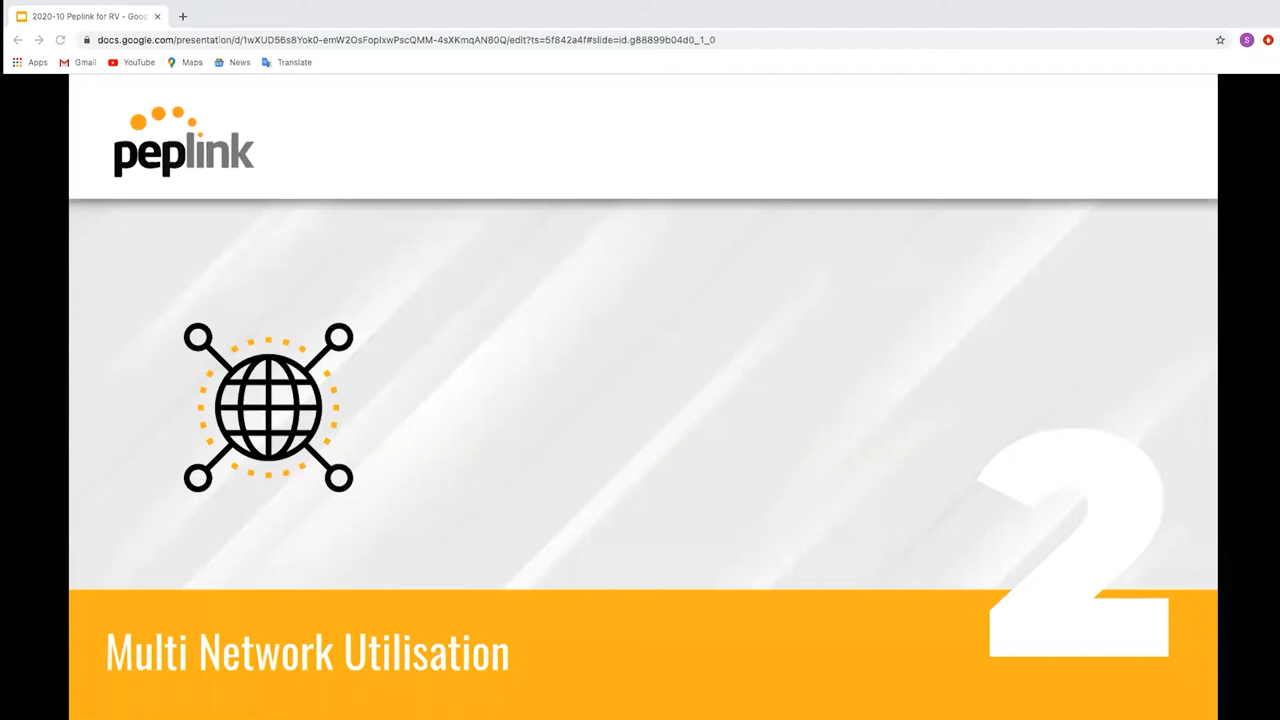 2020-10 Peplink for RV - Goog
docs.google.com/presentation/d/1wXUD56s8Yok0-emW2OsFopIxwPscQMM-4sXKmqAN80Q/edit?ts=5f842a4f#slide=id.g88899b04d0_1_0
S
Apps Gmail YouTube Maps News Translate
peplink
2
Multi Network Utilisation